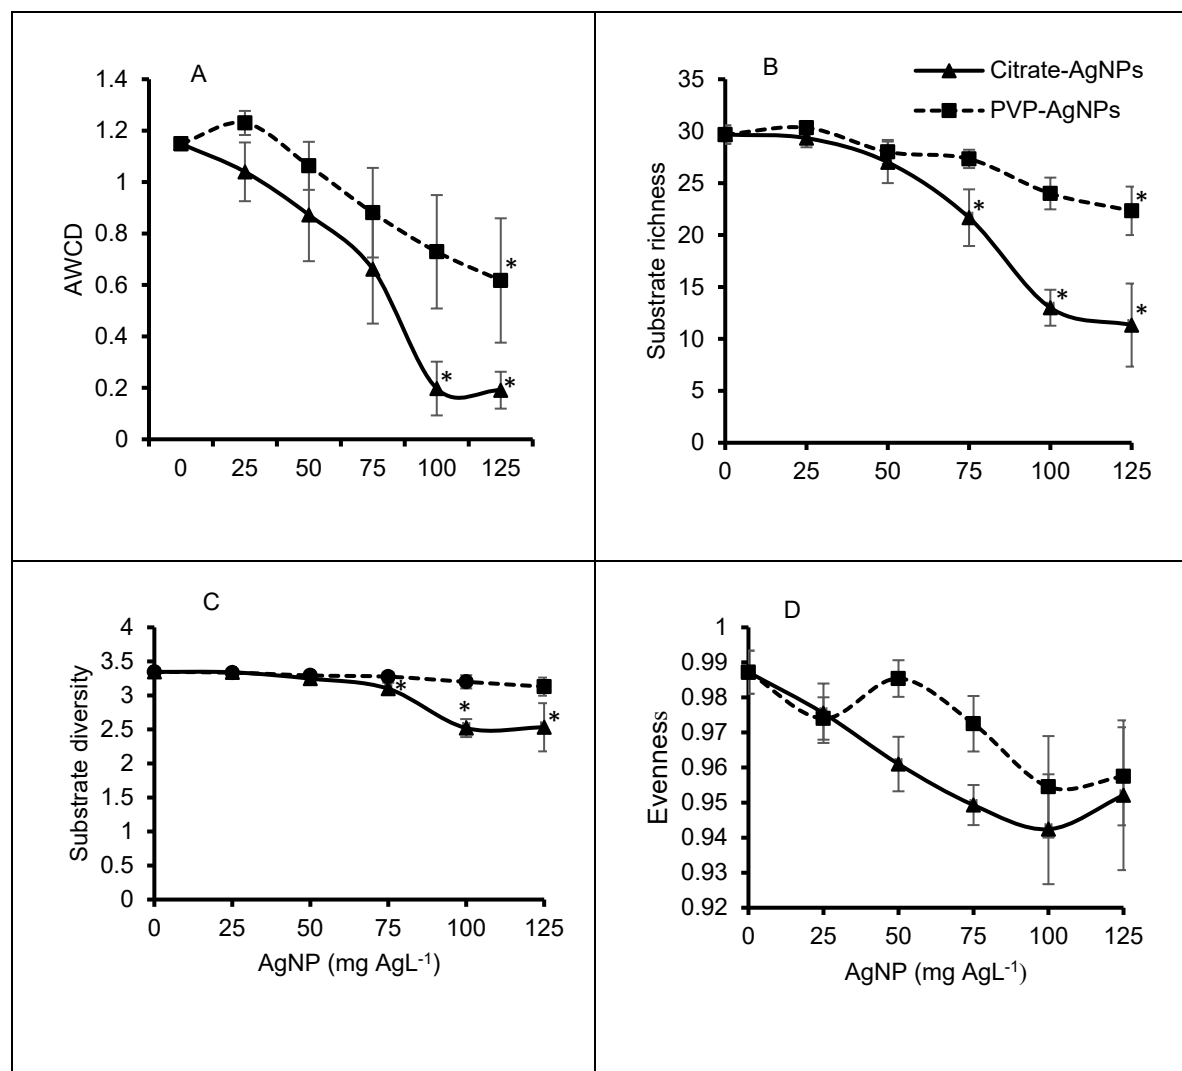 A
AWCD
1.4
1.2
1
0.8
0.6
0.4
0.2
0
* * *
0 25 50 75 100 125
B
Citrate-AgNPs
PVP-AgNPs
Substrate richness
35
30
25
20
15
10
5
0
* * * *
0 25 50 75 100 125
C
Substrate diversity
4
3.5
3
2.5
2
1.5
1
0.5
0
* * *
0 25 50 75 100 125
AgNP (mg AgL-1)
D
Evenness
1
0.99
0.98
0.97
0.96
0.95
0.94
0.93
0.92
0 25 50 75 100 125
AgNP (mg AgL-1)